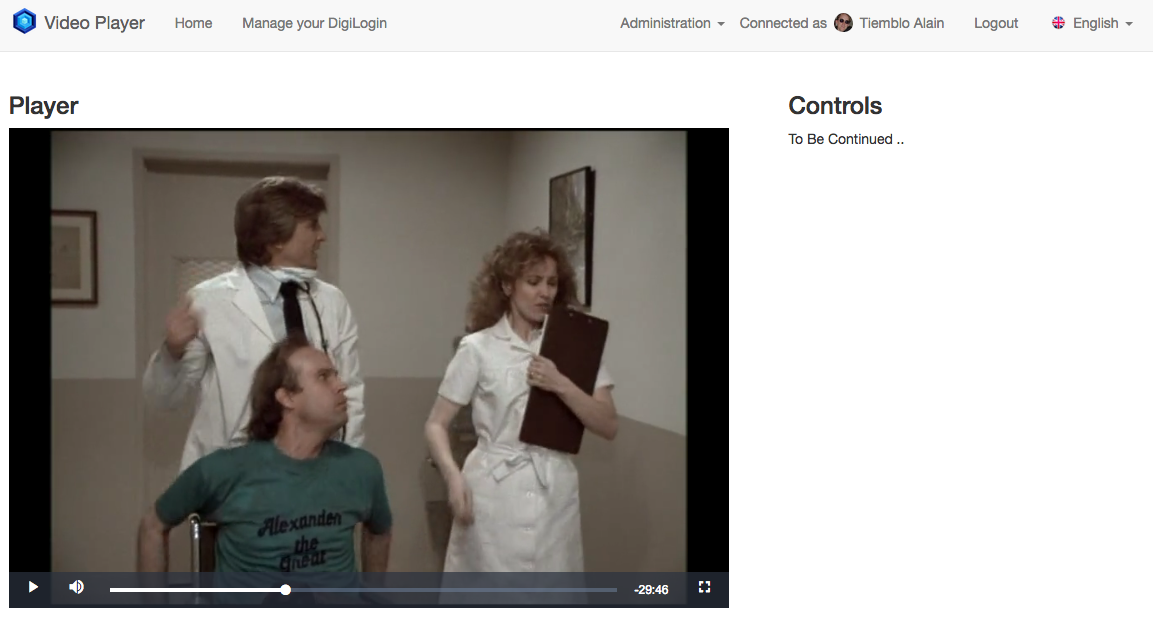 Video Player Home Manage your DigiLogin Administration Connected as Tiemblo Alain Logout English
Player
Controls
To Be Continued ..
Alexander
the
Great
-29:46